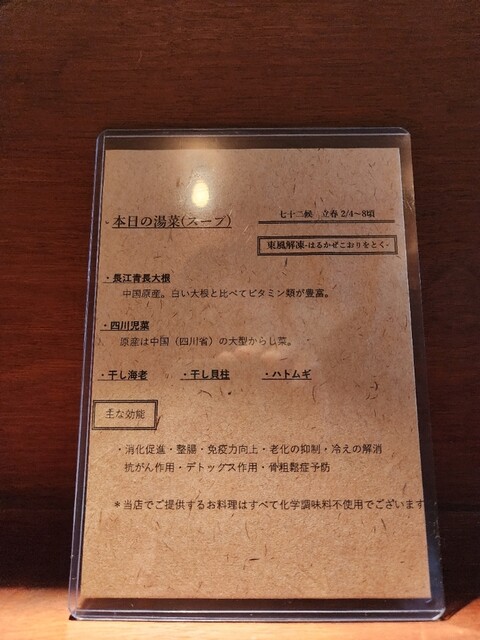 本日の湯菜(スープ)
七十二候 立春 2/4～8頃
東風解凍-はるかぜこおりをとく-
・長江青長大根
中国原産。白い大根と比べてビタミン類が豊富。
・四川児菜
原産は中国（四川省）の大型からし菜。
・干し海老 ・干し貝柱 ・ハトムギ
主な効能
・消化促進・整腸・免疫力向上・老化の抑制・冷えの解消
杭がん作用・デトックス作用・骨粗鬆症予防
＊当店でご提供するお料理はすべて化学調味料不使用でございます